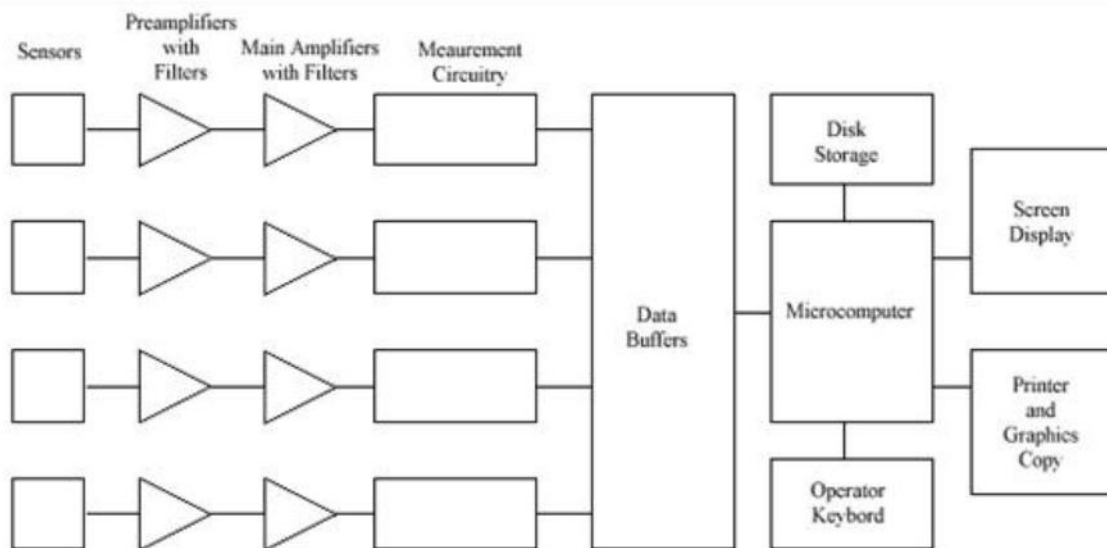 Sensors
Preamplifiers
with
Filters
Main Amplifiers
with Filters
Meaurement
Circuitry
Data
Buffers
Disk
Storage
Microcomputer
Operator
Keybord
Screen
Display
Printer
and
Graphics
Copy